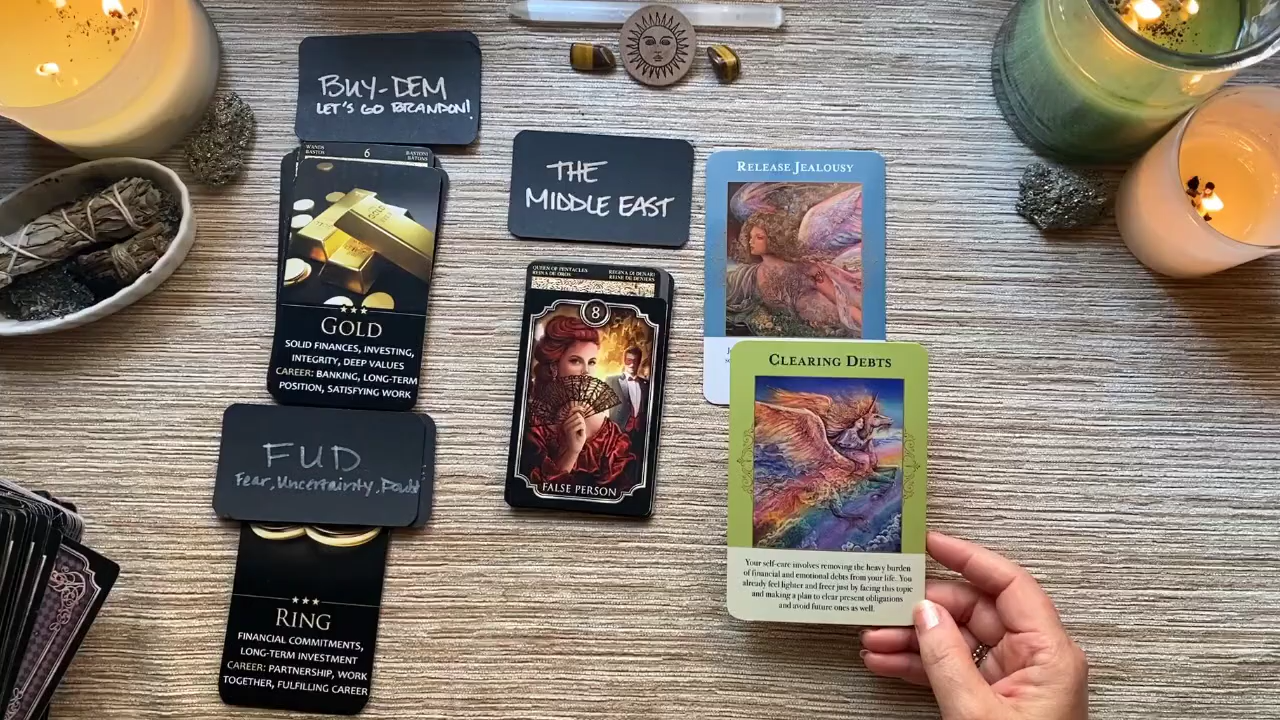 BUY-DEM
LET'S GO BRANDON!
WANDS
BASTOS
6
BASTONI
BÂTONS
GOLD
GOLD
SOLID FINANCES, INVESTING,
INTEGRITY, DEEP VALUES
CAREER: BANKING, LONG-TERM
POSITION, SATISFYING WORK
FUD
Fear, Uncertainty, Doubt
RING
FINANCIAL COMMITMENTS,
LONG-TERM INVESTMENT
CAREER: PARTNERSHIP, WORK
TOGETHER, FULFILLING CAREER
THE
MIDDLE EAST
QUEEN OF PENTACLES
REINA DE OROS
REGINA DI DENARI
REINE DE DENIERS
8
FALSE PERSON
RELEASE JEALOUSY
CLEARING DEBTS
Your self-care involves removing the heavy burden
of financial and emotional debts from your life. You
already feel lighter and freer just by facing this topic
and making a plan to clear present obligations
and avoid future ones as well.